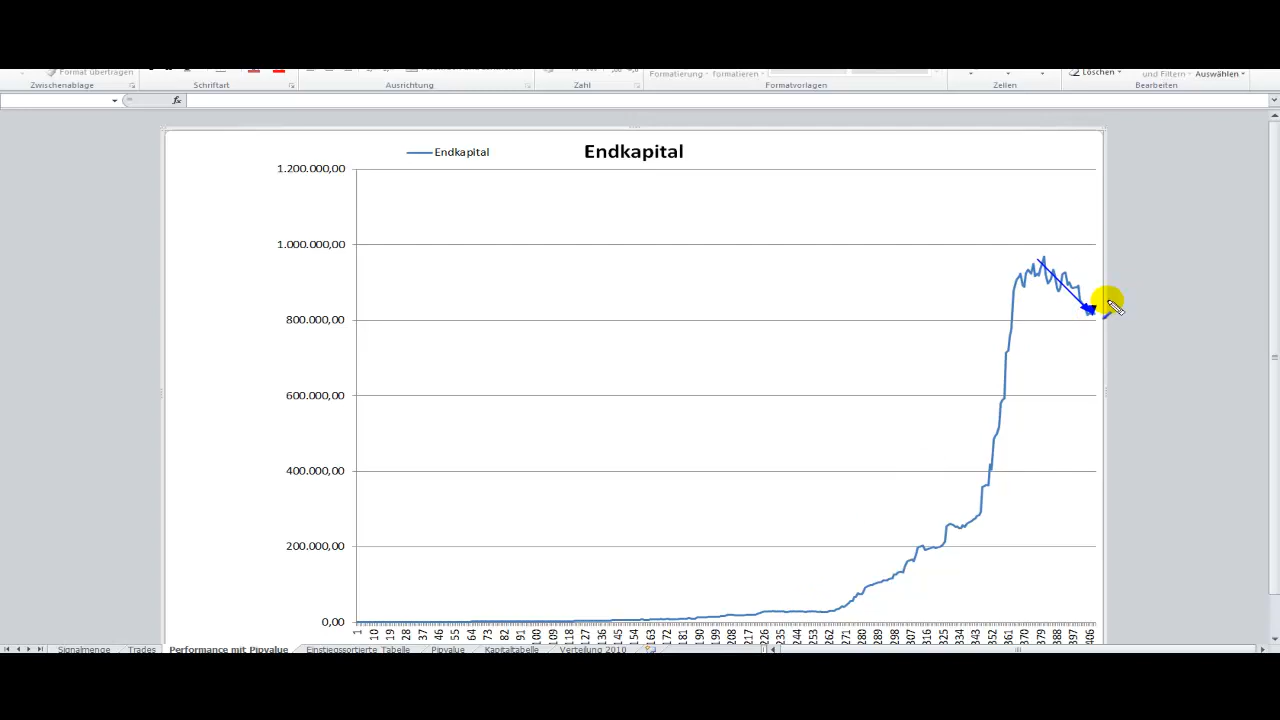 Format übertragen
Zwischenablage
Schriftart
Ausrichtung
Zahl
Formatierung
formatieren
Formatvorlagen
Zellen
Löschen
und Filtern
Auswählen
Bearbeiten
fx
Endkapital
Endkapital
1.200.000,00
1.000.000,00
800.000,00
600.000,00
400.000,00
200.000,00
0,00
1 10 19 28 37 46 55 64 73 82 91 100 109 118 127 136 145 154 163 172 181 190 199 208 217 226 235 244 253 262 271 280 289 298 307 316 325 334 343 352 361 370 379 388 397 406
Signalmenge
Trades
Performance mit Pipvalue
Einstiegssortierte Tabelle
Pipvalue
Kapitaltabelle
Verteilung 2010